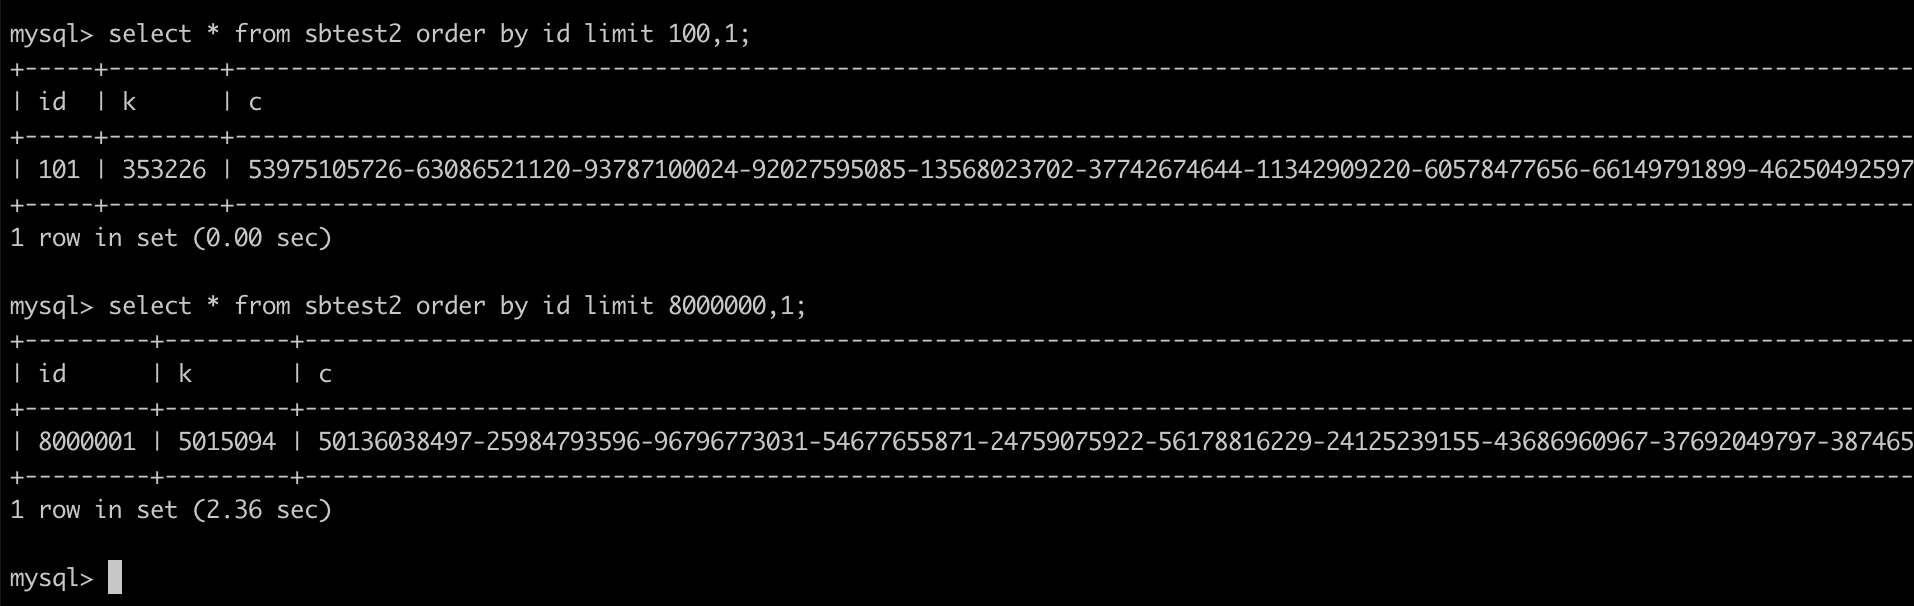 mysql> select * from sbtest2 order by id limit 100,1;
+-----+--------+------------------------------------------------------------------------------------------------------------------------
| id  | k      | c
+-----+--------+------------------------------------------------------------------------------------------------------------------------
| 101 | 353226 | 53975105726-63086521120-93787100024-92027595085-13568023702-37742674644-11342909220-60578477656-66149791899-46250492597
+-----+--------+------------------------------------------------------------------------------------------------------------------------
1 row in set (0.00 sec)
mysql> select * from sbtest2 order by id limit 8000000,1;
+---------+---------+-------------------------------------------------------------------------------------------------------------------
| id      | k       | c
+---------+---------+-------------------------------------------------------------------------------------------------------------------
| 8000001 | 5015094 | 50136038497-25984793596-96796773031-54677655871-24759075922-56178816229-24125239155-43686960967-37692049797-387465
+---------+---------+-------------------------------------------------------------------------------------------------------------------
1 row in set (2.36 sec)
mysql>